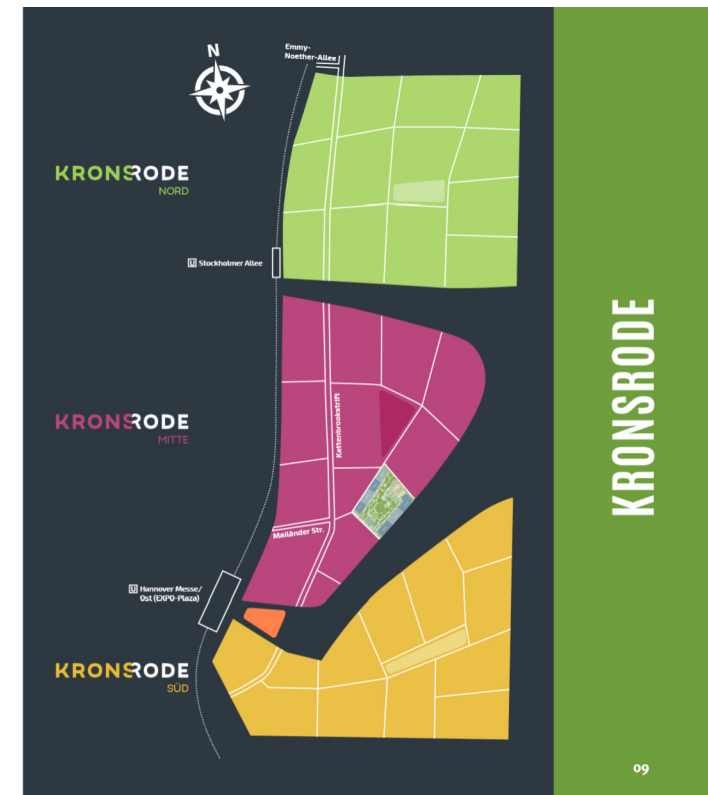 N
Emmy-
Noether-Allee
KRONSRODE
NORD
U Stockholmer Allee
KRONSRODE
MITTE
Kattenbrookstrift
Mailänder Str.
U Hannover Messe/
Ost (EXPO-Plaza)
KRONSRODE
SÜD
KRONSRODE
09